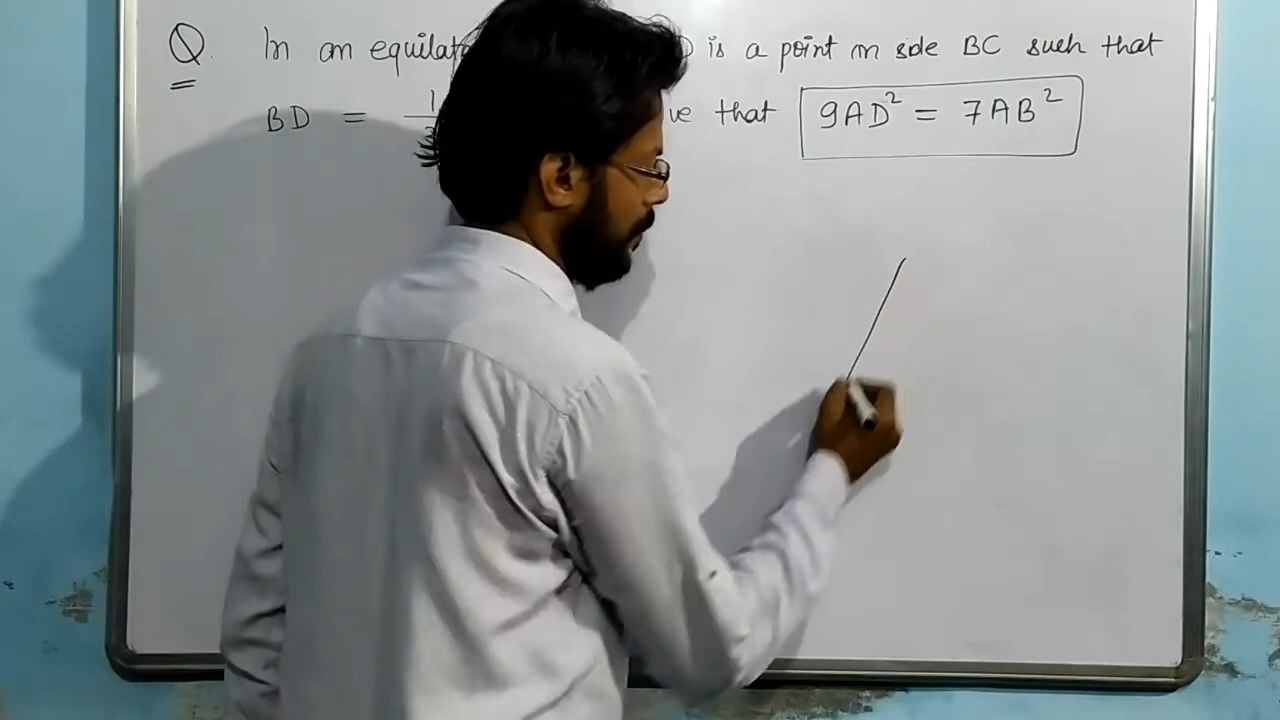 Q. In an equilat D is a point on side BC such that
BD = 1 ve that 9AD² = 7AB²